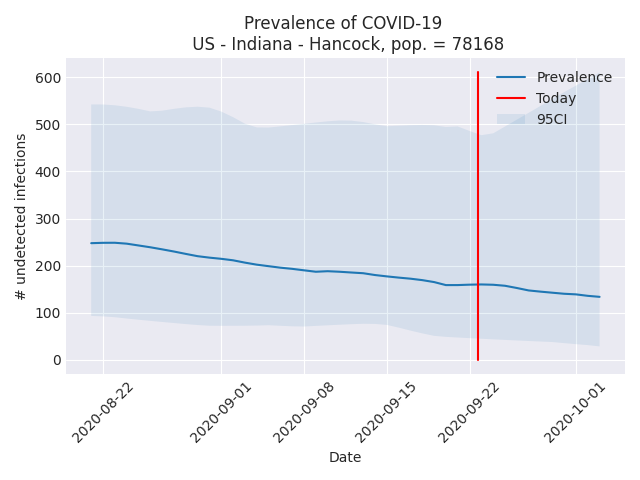 Prevalence of COVID-19
US - Indiana - Hancock, pop. = 78168
Prevalence
Today
95CI
# undetected infections
600
500
400
300
200
100
0
2020-08-22
2020-09-01
2020-09-08
2020-09-15
2020-09-22
2020-10-01
Date